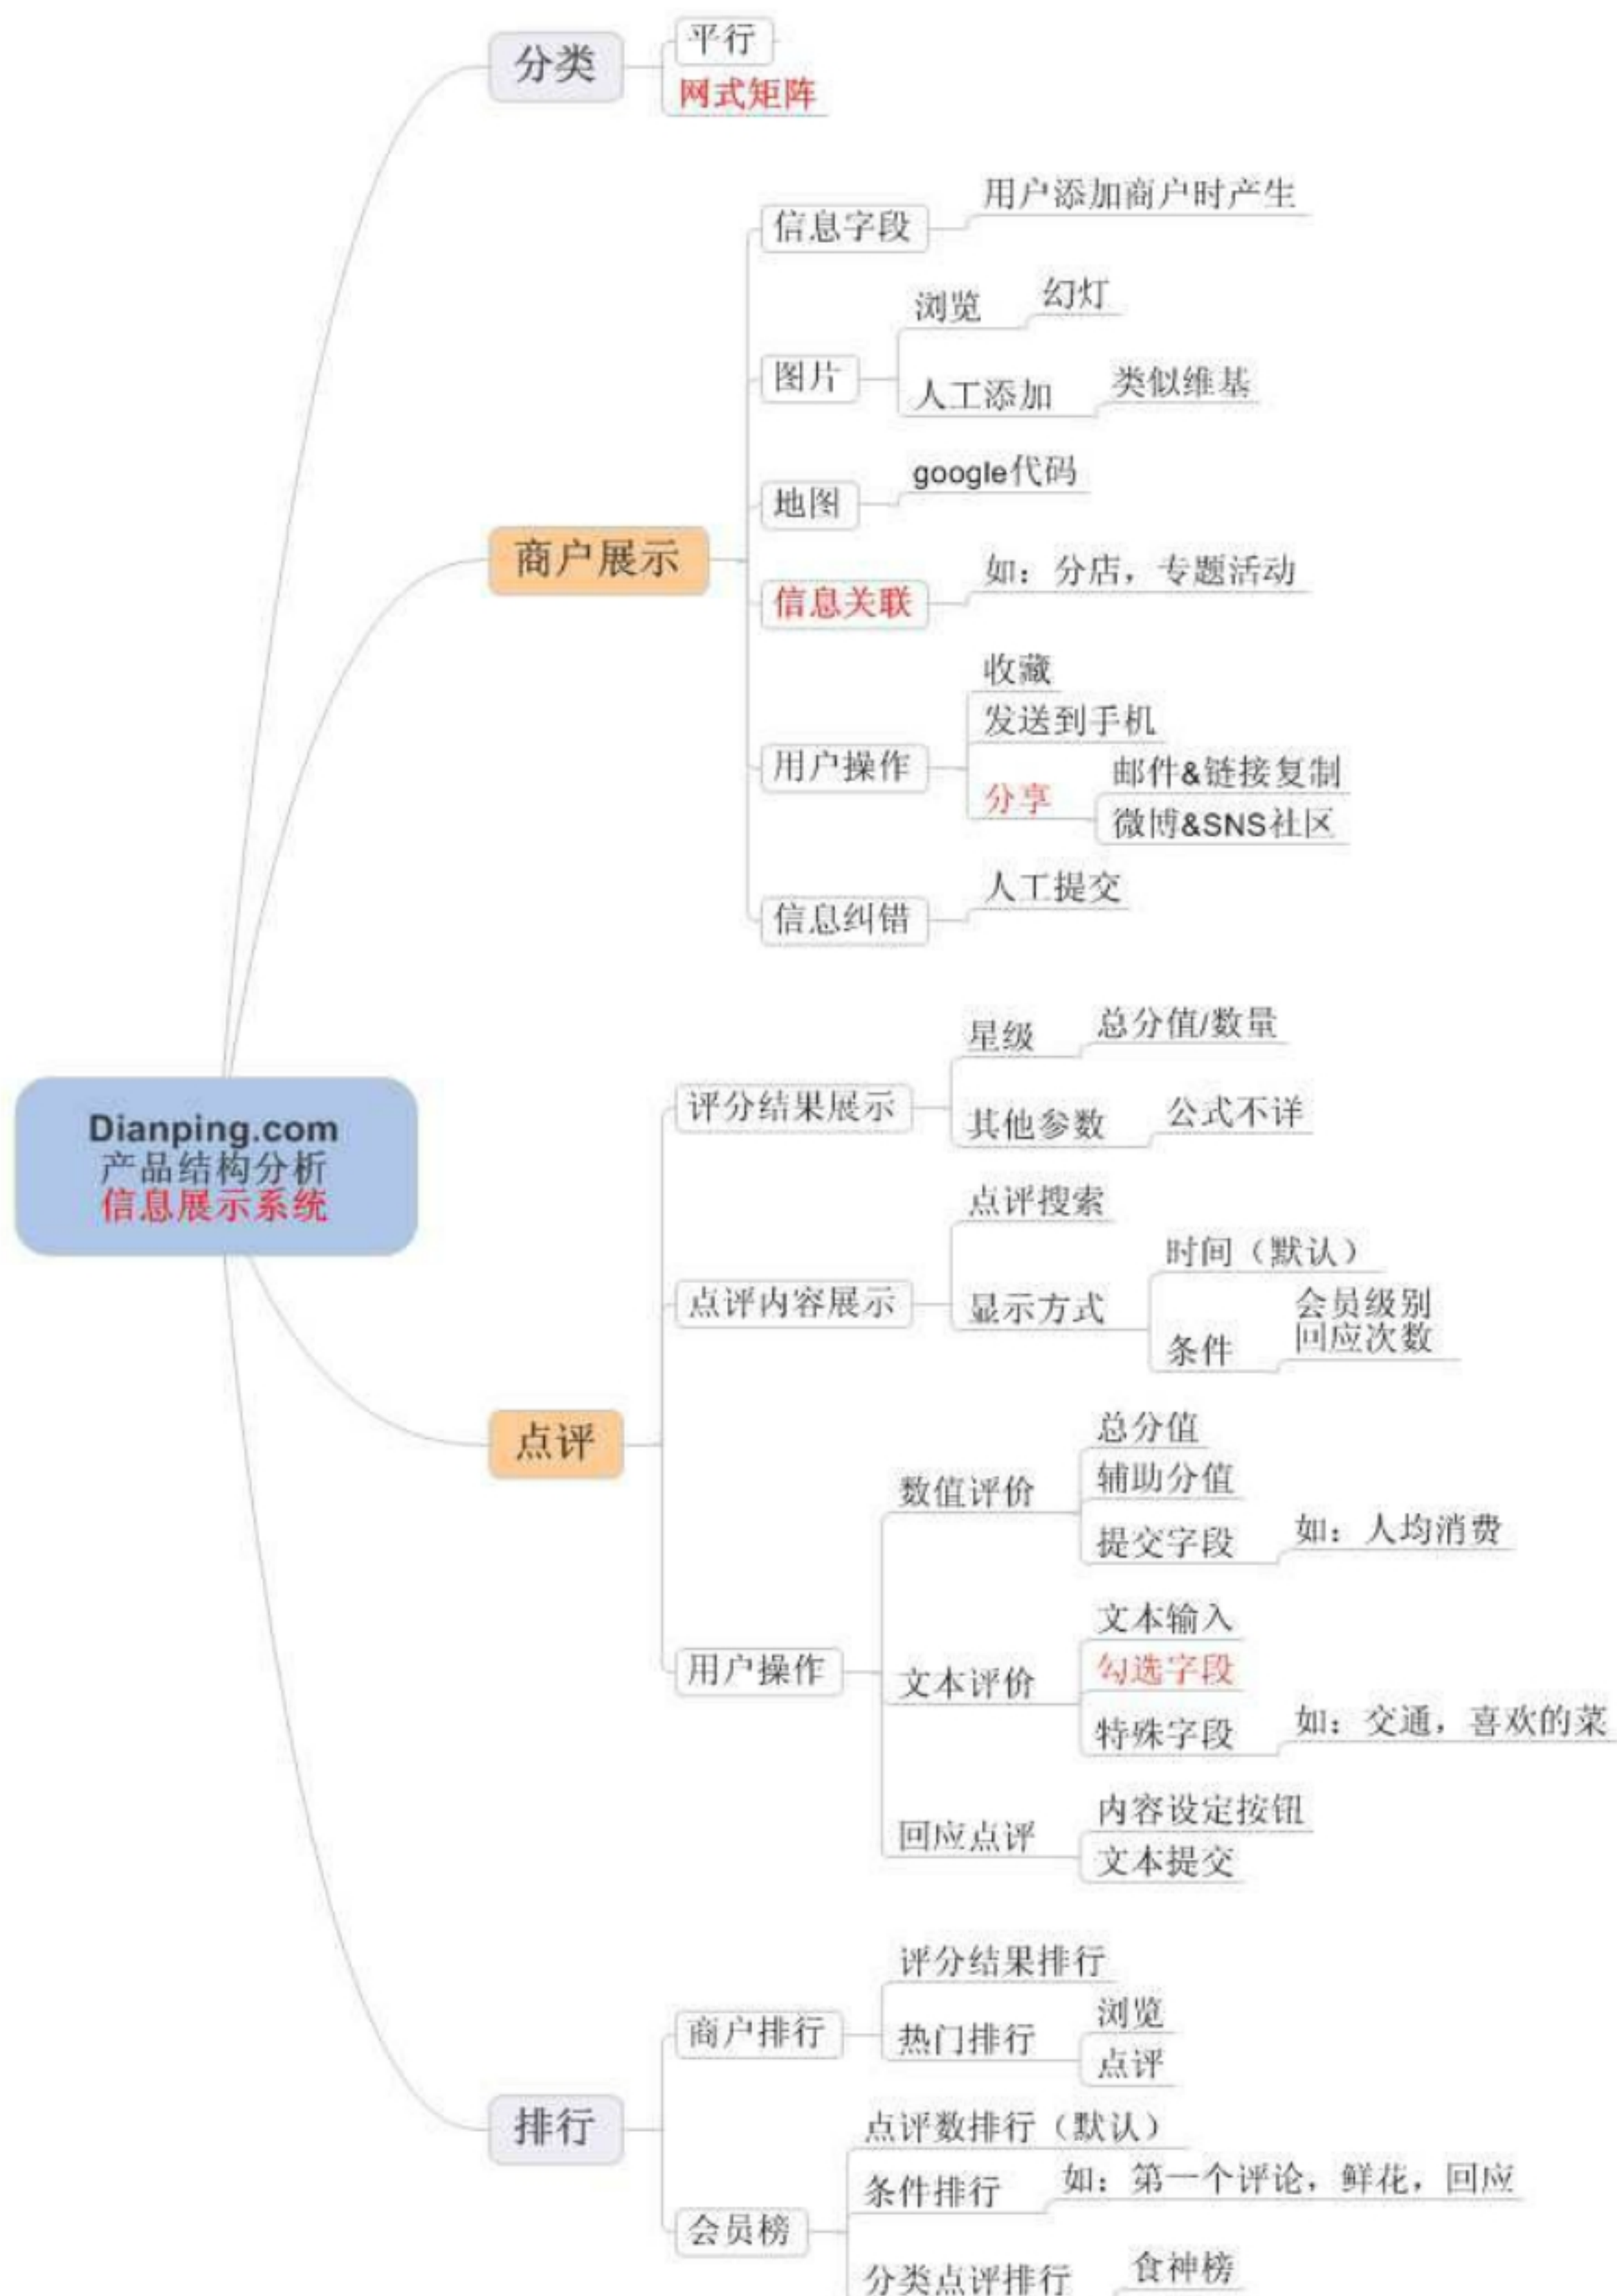 分类
平行
网式矩阵
商户展示
信息字段
用户添加商户时产生
图片
浏览
幻灯
人工添加
类似维基
地图
google代码
信息关联
如：分店，专题活动
用户操作
收藏
发送到手机
分享
邮件&链接复制
微博&SNS社区
信息纠错
人工提交
Dianping.com
产品结构分析
信息展示系统
点评
评分结果展示
星级
总分值/数量
其他参数
公式不详
点评内容展示
点评搜索
显示方式
时间（默认）
条件
会员级别
回应次数
用户操作
数值评价
总分值
辅助分值
提交字段
如：人均消费
文本评价
文本输入
勾选字段
特殊字段
如：交通，喜欢的菜
回应点评
内容设定按钮
文本提交
排行
商户排行
评分结果排行
热门排行
浏览
点评
会员榜
点评数排行（默认）
条件排行
如：第一个评论，鲜花，回应
分类点评排行
食神榜